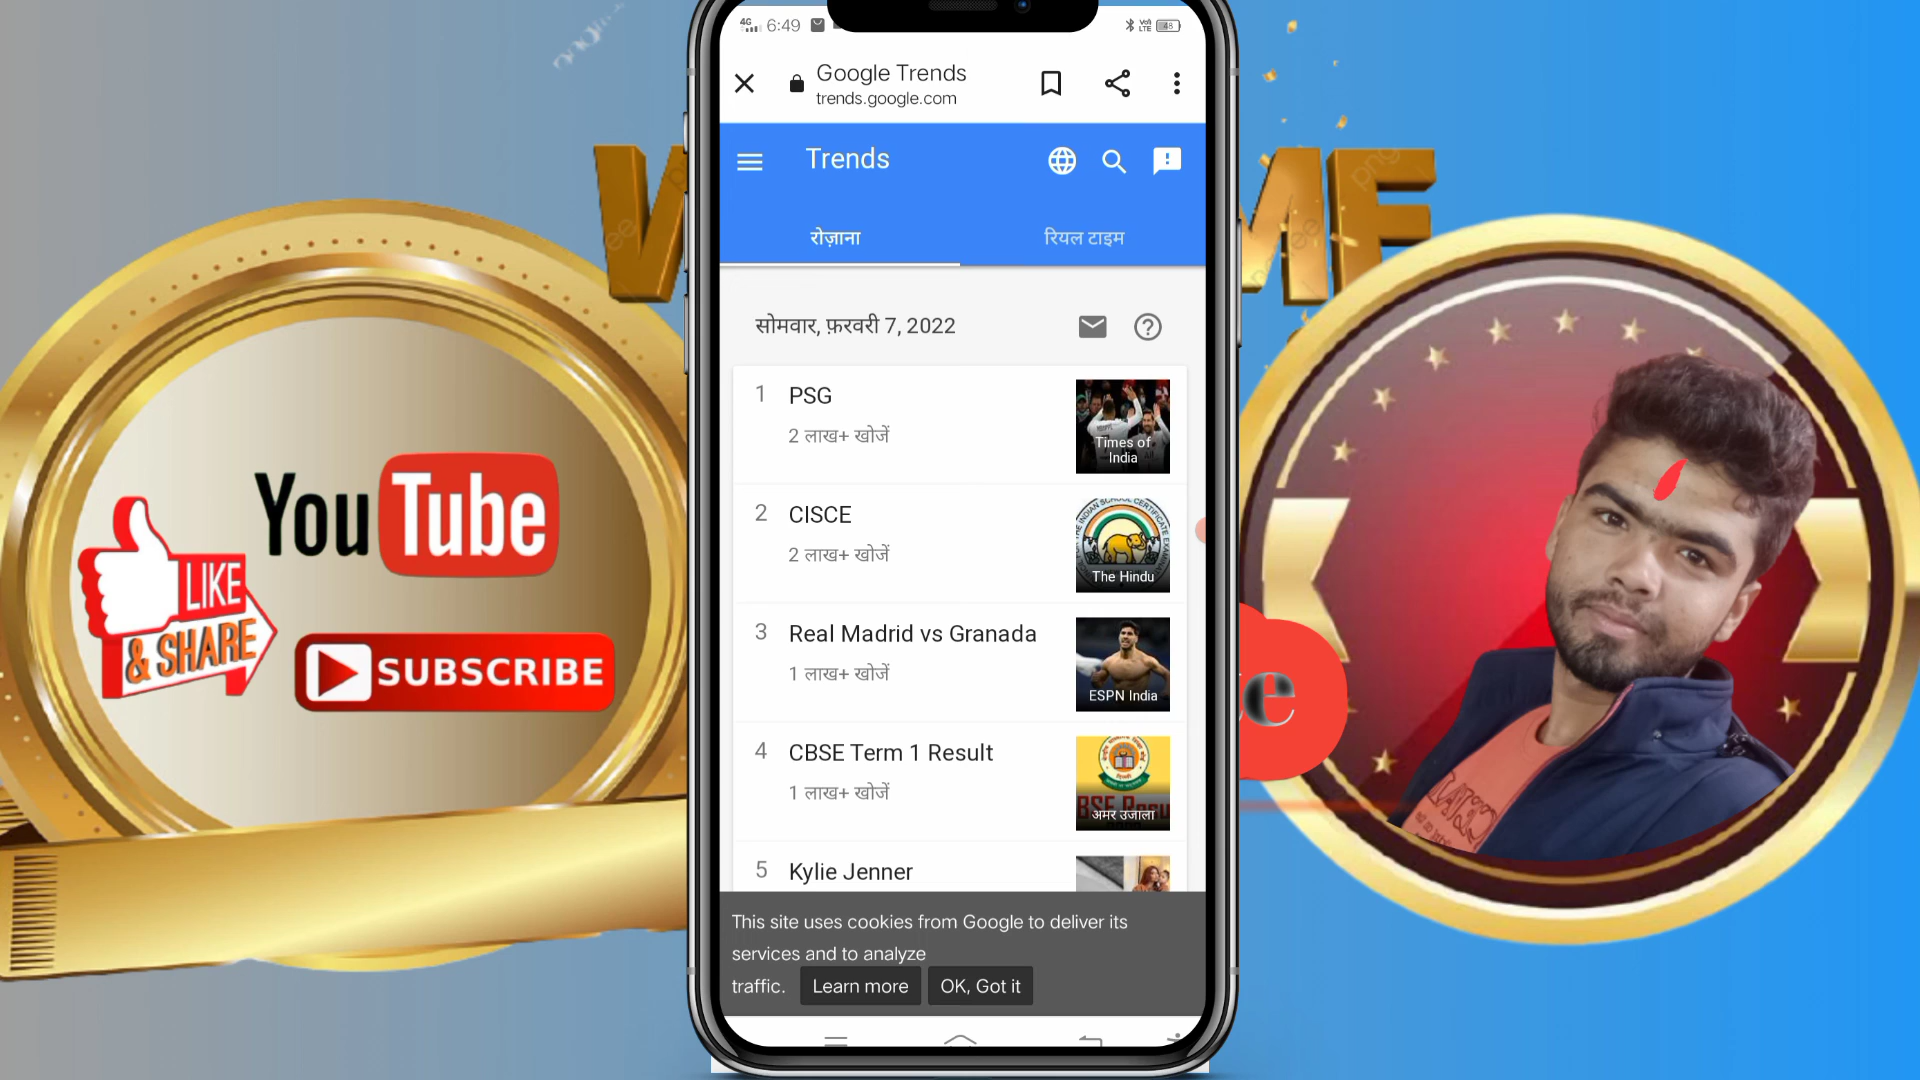 4G 6:49 48
Google Trends
trends.google.com
Trends
रोज़ाना रियल टाइम
सोमवार, फ़रवरी 7, 2022
1 PSG
2 लाख+ खोजें
Times of
India
2 CISCE
2 लाख+ खोजें
The Hindu
3 Real Madrid vs Granada
1 लाख+ खोजें
ESPN India
4 CBSE Term 1 Result
1 लाख+ खोजें
अमर उजाला
5 Kylie Jenner
This site uses cookies from Google to deliver its
services and to analyze
traffic. Learn more OK, Got it
YouTube
LIKE
& SHARE
SUBSCRIBE